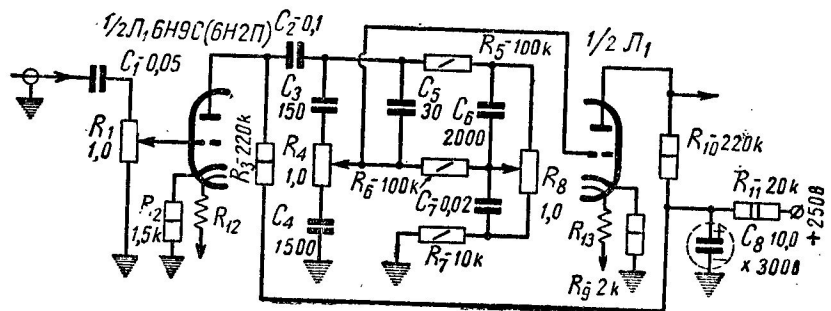 1/2Л₁ 6Н9С(6Н2П)
C₁-0,05
R₁
1,0
R₂
1,5k
R₁₂
R₃-220k
C₂-0,1
C₃
150
R₄
1,0
C₄
1500
C₅
30
R₅-100k
C₆
2000
R₆-100k
C₇-0,02
R₇-10k
R₈
1,0
1/2 Л₁
R₁₃
R₉-2k
R₁₀-220k
R₁₁-20k
C₈ 10,0
x 300в
+250В